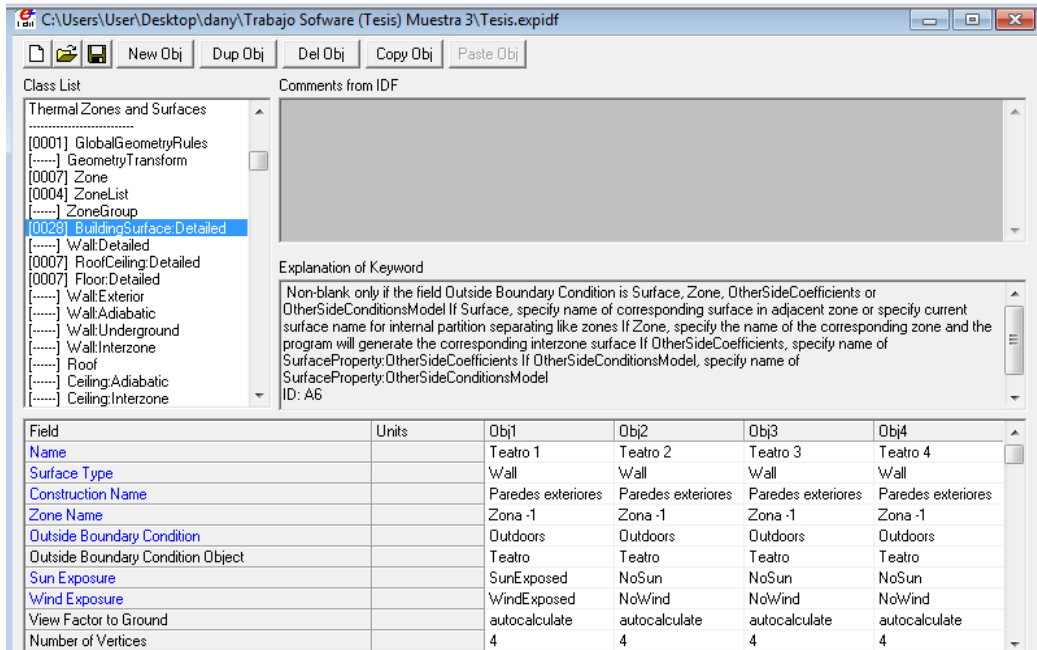 C:\Users\User\Desktop\dany\Trabajo Sofware (Tesis) Muestra 3\Tesis.expidf
New Obj Dup Obj Del Obj Copy Obj Paste Obj
Class List
Thermal Zones and Surfaces
--------------------------
[0001] GlobalGeometryRules
[------] GeometryTransform
[0007] Zone
[0004] ZoneList
[------] ZoneGroup
[0028] BuildingSurface:Detailed
[------] Wall:Detailed
[0007] RoofCeiling:Detailed
[0007] Floor:Detailed
[------] Wall:Exterior
[------] Wall:Adiabatic
[------] Wall:Underground
[------] Wall:Interzone
[------] Roof
[------] Ceiling:Adiabatic
[------] Ceiling:Interzone
Comments from IDF
Explanation of Keyword
Non-blank only if the field Outside Boundary Condition is Surface, Zone, OtherSideCoefficients or
OtherSideConditionsModel If Surface, specify name of corresponding surface in adjacent zone or specify current
surface name for internal partition separating like zones If Zone, specify the name of the corresponding zone and the
program will generate the corresponding interzone surface If OtherSideCoefficients, specify name of
SurfaceProperty:OtherSideCoefficients If OtherSideConditionsModel, specify name of
SurfaceProperty:OtherSideConditionsModel
ID: A6
Field Units Obj1 Obj2 Obj3 Obj4
Name Teatro 1 Teatro 2 Teatro 3 Teatro 4
Surface Type Wall Wall Wall Wall
Construction Name Paredes exteriores Paredes exteriores Paredes exteriores Paredes exteriores
Zone Name Zona -1 Zona -1 Zona -1 Zona -1
Outside Boundary Condition Outdoors Outdoors Outdoors Outdoors
Outside Boundary Condition Object Teatro Teatro Teatro Teatro
Sun Exposure SunExposed NoSun NoSun NoSun
Wind Exposure WindExposed NoWind NoWind NoWind
View Factor to Ground autocalculate autocalculate autocalculate autocalculate
Number of Vertices 4 4 4 4